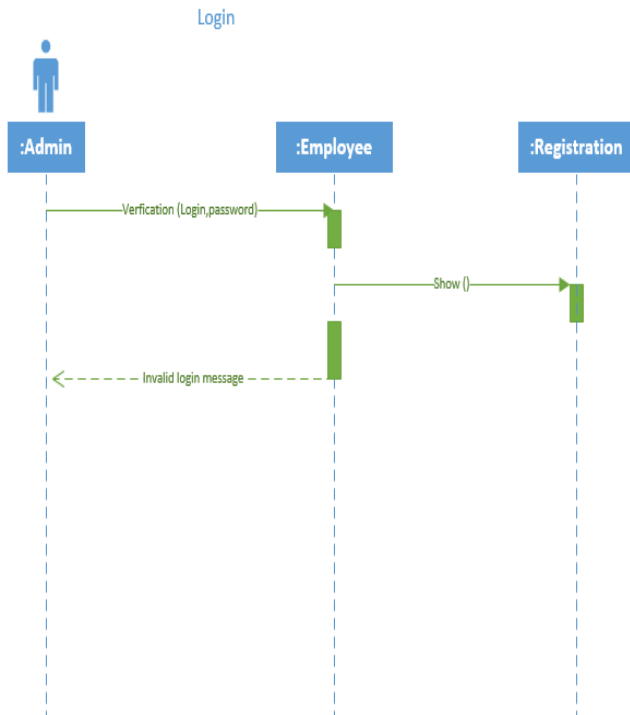 Login
:Admin
:Employee
:Registration
Verfication (Login,password)
Show ()
Invalid login message